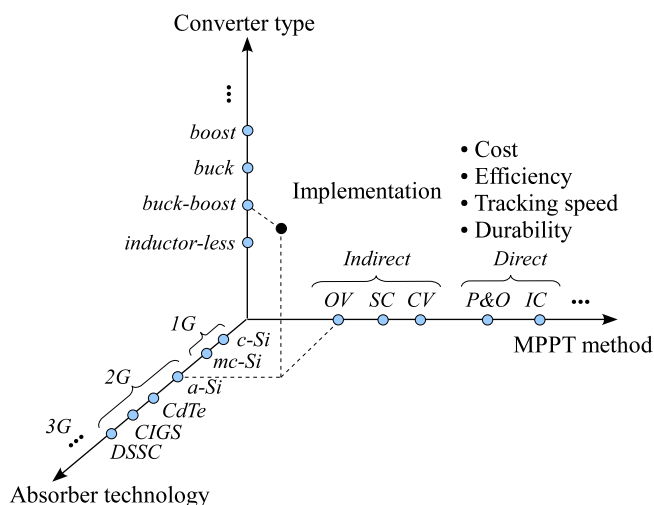 Converter type
boost
buck
buck-boost
inductor-less
Implementation
• Cost
• Efficiency
• Tracking speed
• Durability
Indirect
Direct
OV SC CV P&O IC
MPPT method
1G
c-Si
mc-Si
2G
a-Si
CdTe
CIGS
3G
DSSC
Absorber technology